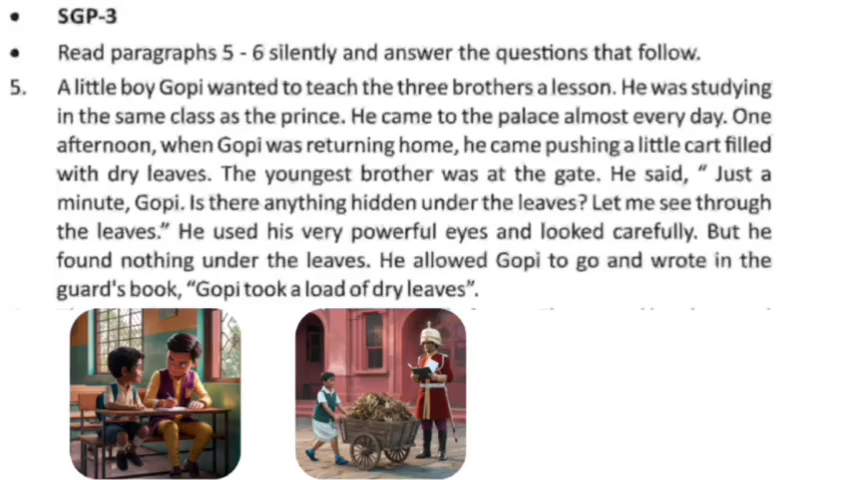 • SGP-3
• Read paragraphs 5 - 6 silently and answer the questions that follow.
5. A little boy Gopi wanted to teach the three brothers a lesson. He was studying
in the same class as the prince. He came to the palace almost every day. One
afternoon, when Gopi was returning home, he came pushing a little cart filled
with dry leaves. The youngest brother was at the gate. He said, “ Just a
minute, Gopi. Is there anything hidden under the leaves? Let me see through
the leaves.” He used his very powerful eyes and looked carefully. But he
found nothing under the leaves. He allowed Gopi to go and wrote in the
guard's book, “Gopi took a load of dry leaves”.